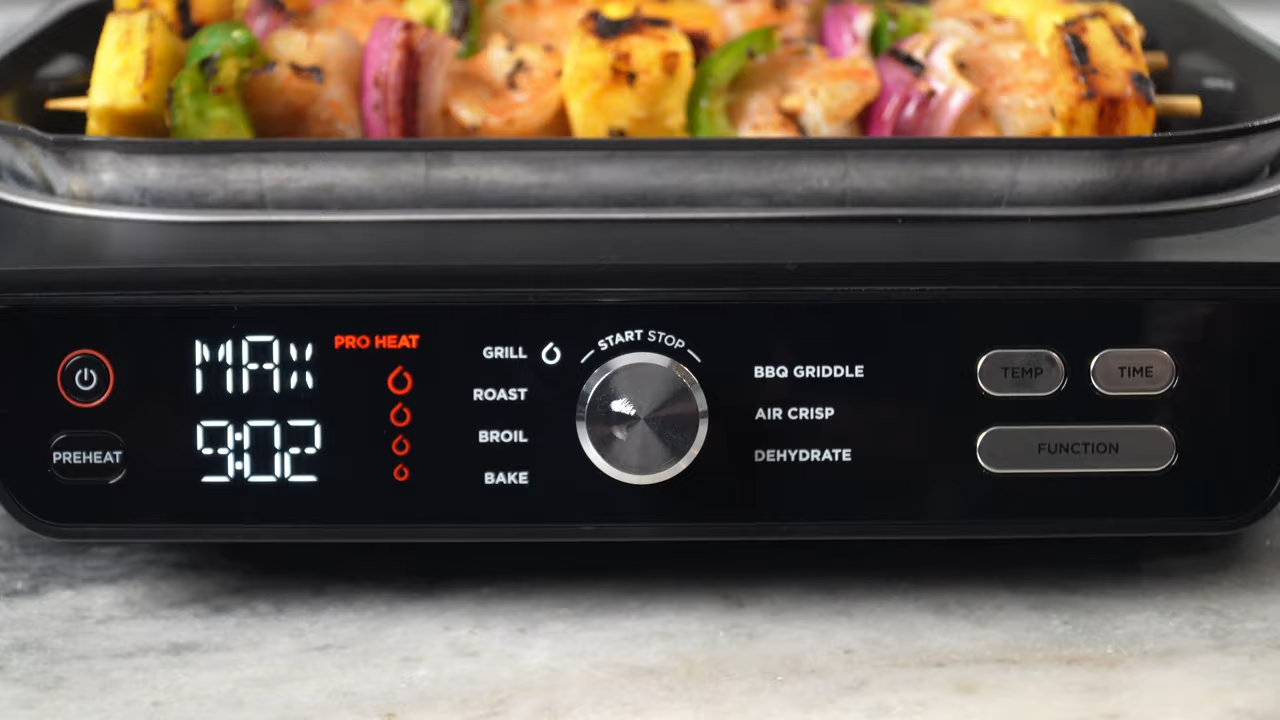 MAX
9:02
PRO HEAT
PREHEAT
GRILL
ROAST
BROIL
BAKE
START STOP
BBQ GRIDDLE
AIR CRISP
DEHYDRATE
TEMP
TIME
FUNCTION